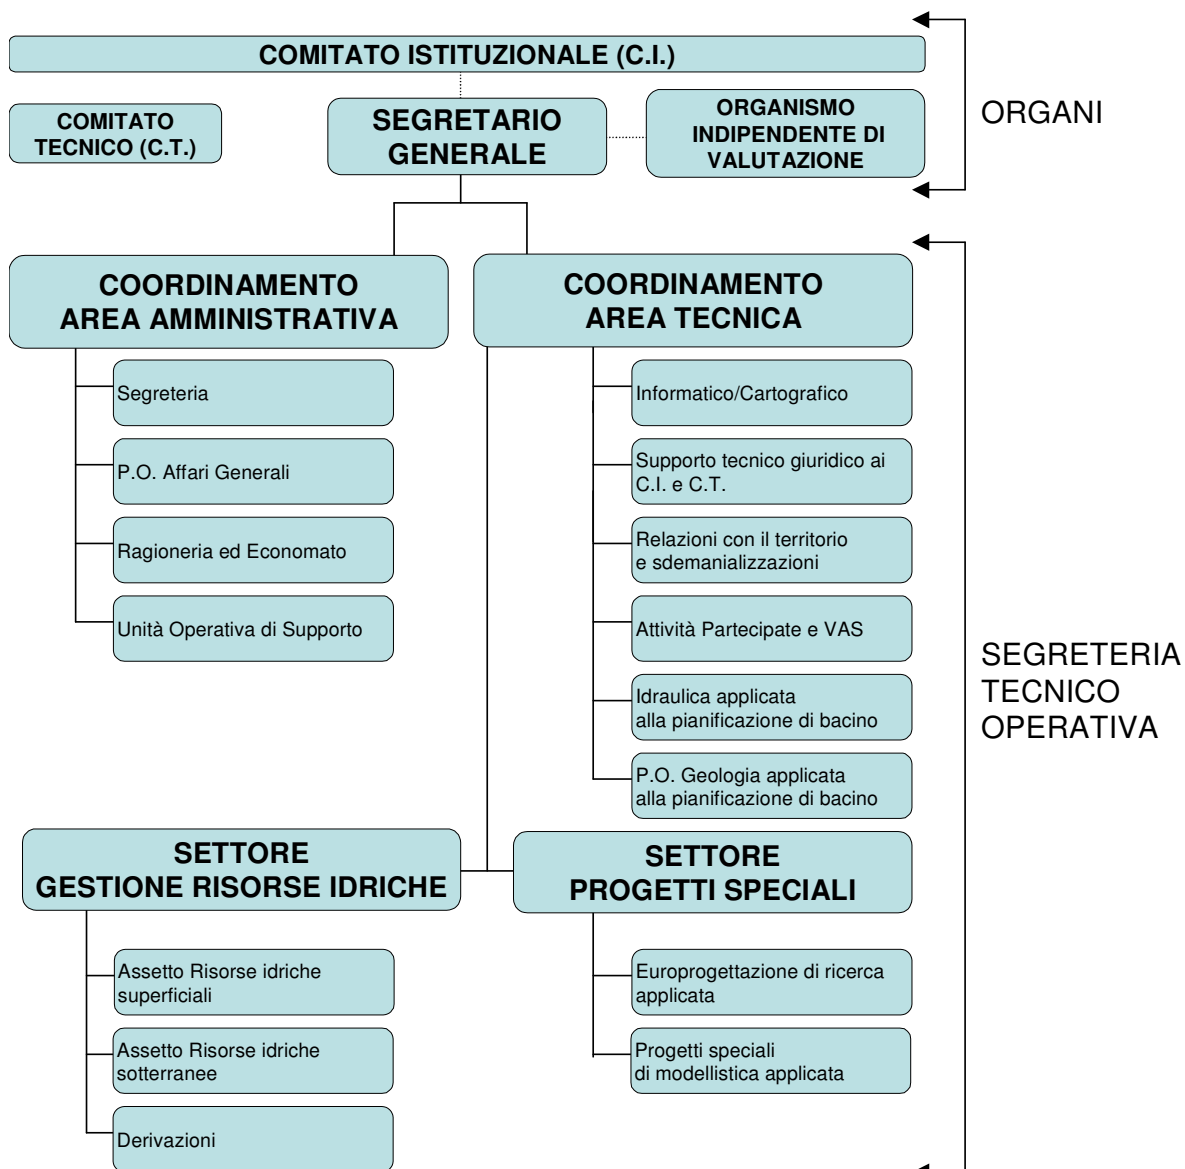 COMITATO ISTITUZIONALE (C.I.)
COMITATO
TECNICO (C.T.)
SEGRETARIO
GENERALE
ORGANISMO
INDIPENDENTE DI
VALUTAZIONE
ORGANI
COORDINAMENTO
AREA AMMINISTRATIVA
Segreteria
P.O. Affari Generali
Ragioneria ed Economato
Unità Operativa di Supporto
COORDINAMENTO
AREA TECNICA
Informatico/Cartografico
Supporto tecnico giuridico ai
C.I. e C.T.
Relazioni con il territorio
e sdemanializzazioni
Attività Partecipate e VAS
Idraulica applicata
alla pianificazione di bacino
P.O. Geologia applicata
alla pianificazione di bacino
SEGRETERIA
TECNICO
OPERATIVA
SETTORE
GESTIONE RISORSE IDRICHE
Assetto Risorse idriche
superficiali
Assetto Risorse idriche
sotterranee
Derivazioni
SETTORE
PROGETTI SPECIALI
Europrogettazione di ricerca
applicata
Progetti speciali
di modellistica applicata